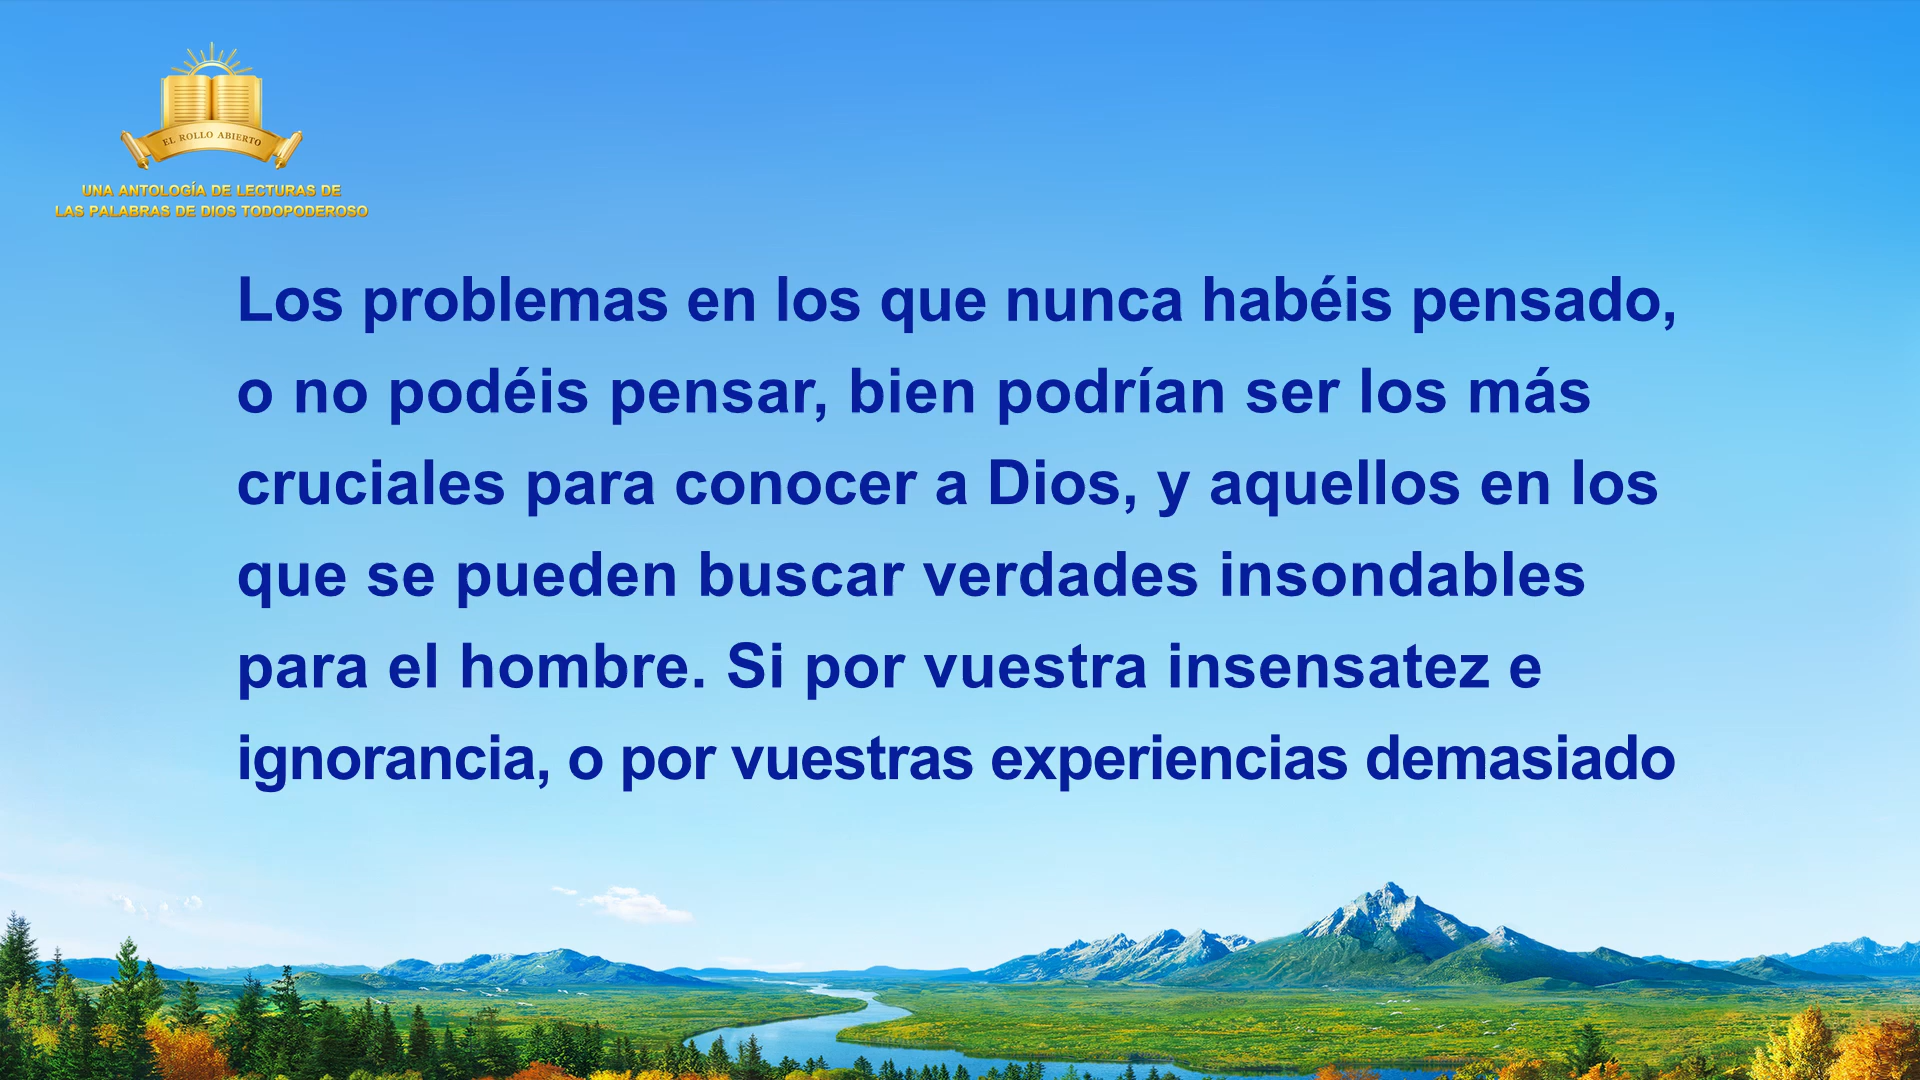 EL ROLLO ABIERTO
UNA ANTOLOGÍA DE LECTURAS DE
LAS PALABRAS DE DIOS TODOPODEROSO
Los problemas en los que nunca habéis pensado,
o no podéis pensar, bien podrían ser los más
cruciales para conocer a Dios, y aquellos en los
que se pueden buscar verdades insondables
para el hombre. Si por vuestra insensatez e
ignorancia, o por vuestras experiencias demasiado